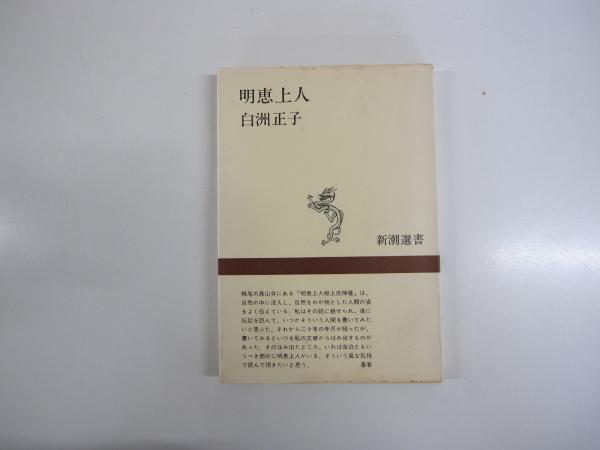 明恵上人
白洲正子
新潮選書
栂尾の高山寺にある「明恵上人樹上坐禅像」は、
自然の中に没入し、自然をわが物とした人間の姿
をよく伝えている。私はその絵に魅せられ、後に
伝記を読んで、いつかそういう人間を書いてみた
いと思った。それから二十年の年月が経ったが、
書いてみるといつも私の文章からはみ出すものが
あった。そのはみ出たところ、いわば余白ともい
うべき部分に明恵上人がいる。そういう風な気持
で読んで頂きたいと思う。 著者